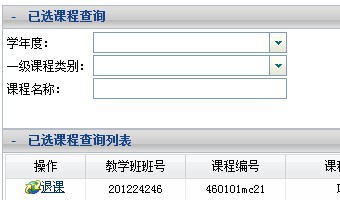 - 已选课程查询
学年度：
一级课程类别：
课程名称：
- 已选课程查询列表
操作 教学班班号 课程编号
退课 201224246 460101mc21